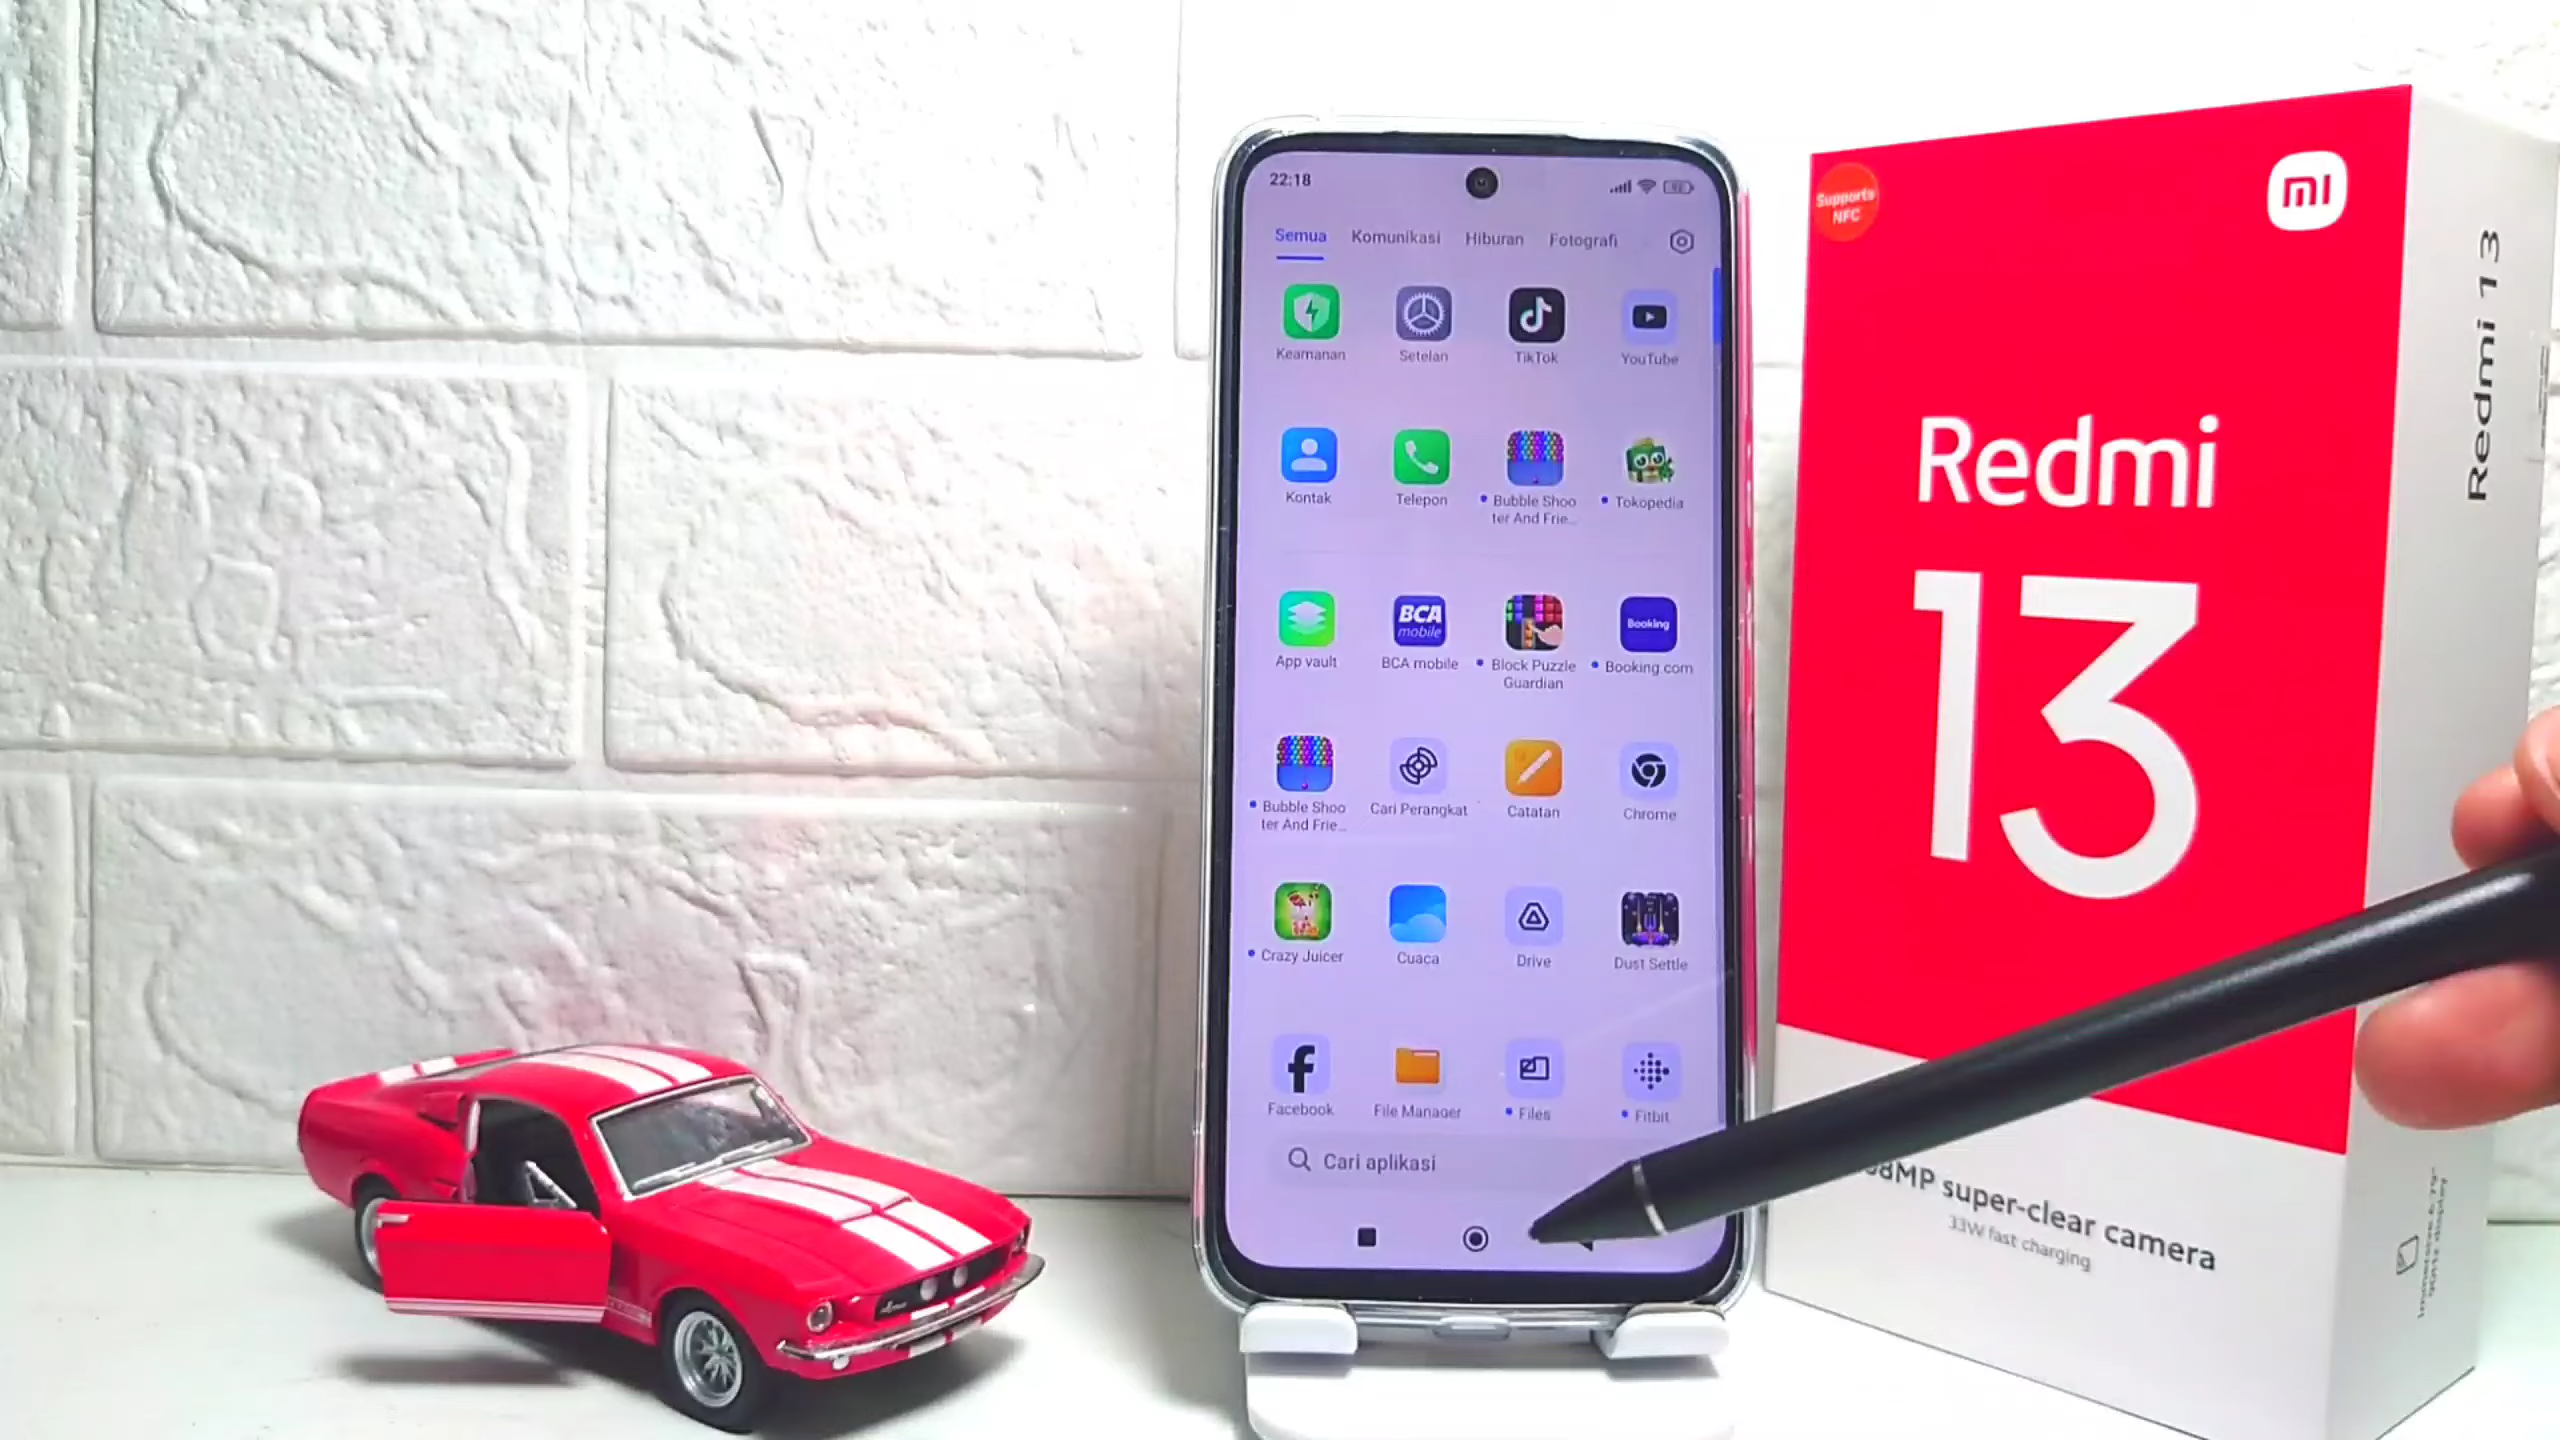 22:18
Semua Komunikasi Hiburan Fotografi
Keamanan Setelan TikTok YouTube
Kontak Telepon Bubble Shoo Tokopedia
ter And Frie...
BCA
mobile
Booking
App vault BCA mobile Block Puzzle Booking.com
Guardian
Bubble Shoo Cari Perangkat Catatan Chrome
ter And Frie...
Crazy Juicer Cuaca Drive Dust Settle
Facebook File Manager Files Fitbit
Cari aplikasi
Supports
NFC
mi
Redmi
13
8MP super-clear camera
33W fast charging
Redmi 13